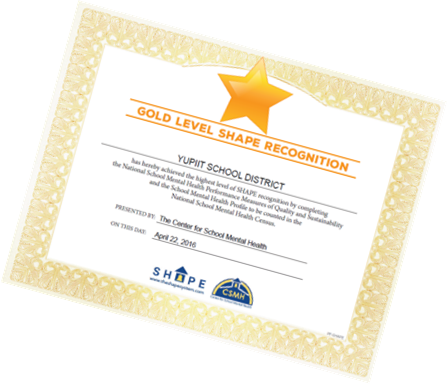 GOLD LEVEL SHAPE RECOGNITION
YUPIIT SCHOOL DISTRICT
has hereby achieved the highest level of SHAPE recognition by completing
the National School Mental Health Performance Measures of Quality and Sustainability
and the School Mental Health Profile to be counted in the
National School Mental Health Census.
PRESENTED BY: The Center for School Mental Health
ON THIS DAY: April 22, 2016
SHAPE
www.theshapesystem.com
CSMH